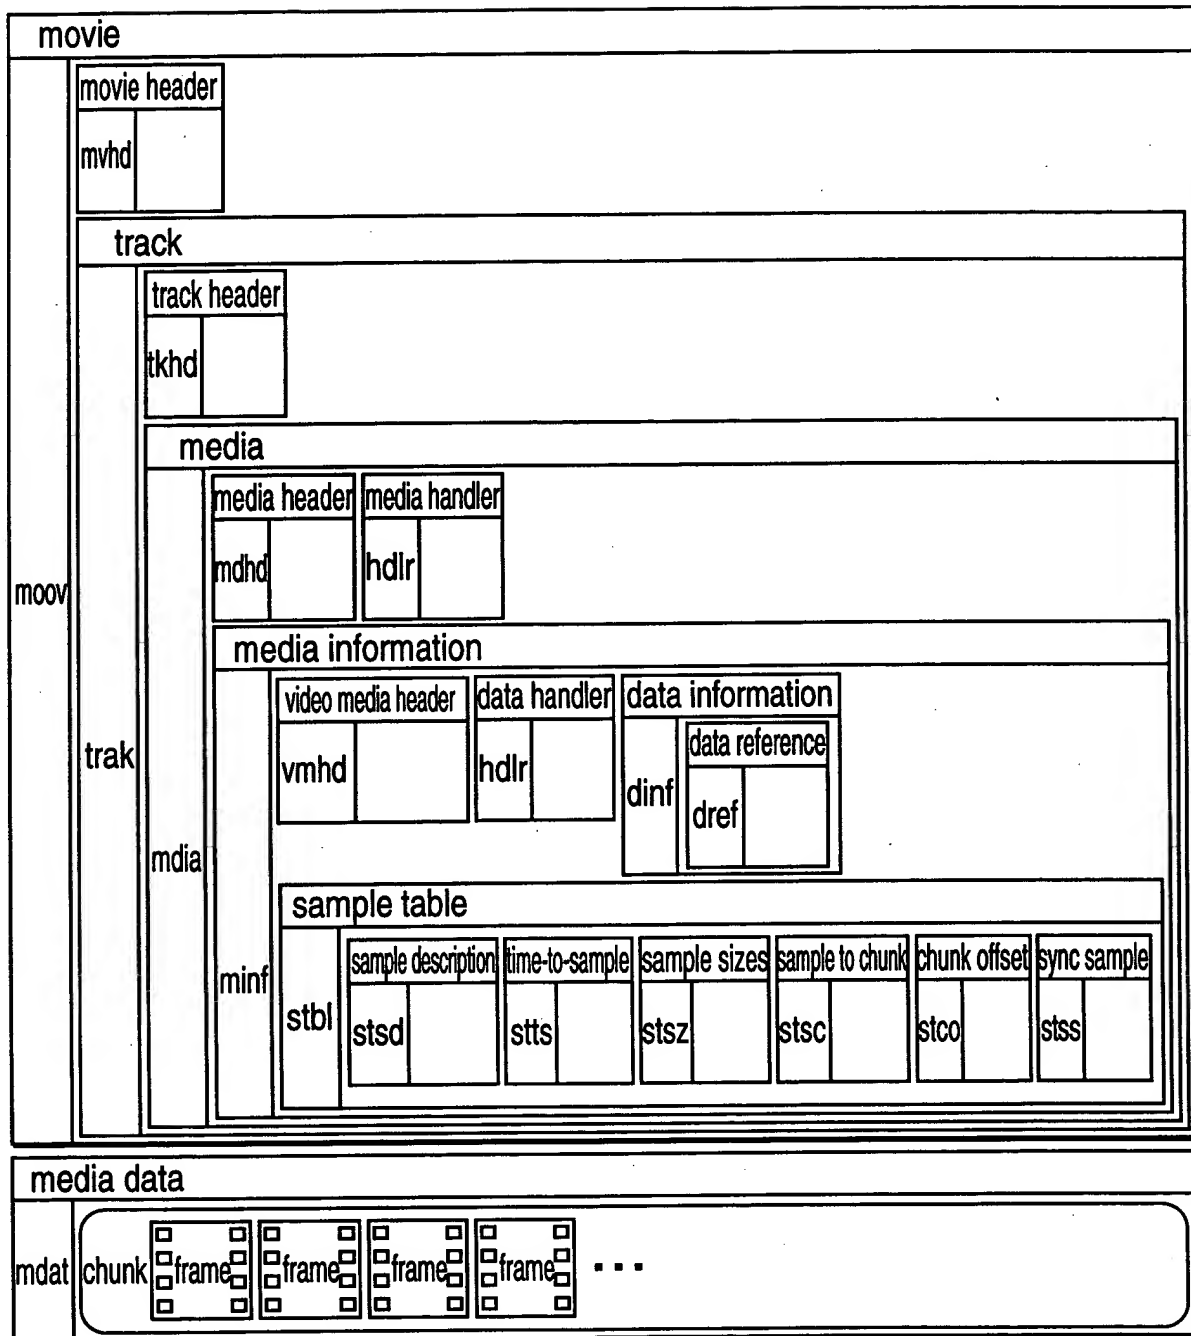 movie
movie header
mvhd
track
track header
tkhd
media
media header media handler
mdhd hdlr
moov
media information
video media header data handler data information
data reference
vmhd hdlr dinf dref
trak
mdia
sample table
sample description time-to-sample sample sizes sample to chunk chunk offset sync sample
minf
stbl stsd stts stsz stsc stco stss
media data
mdat chunk frame frame frame frame ...